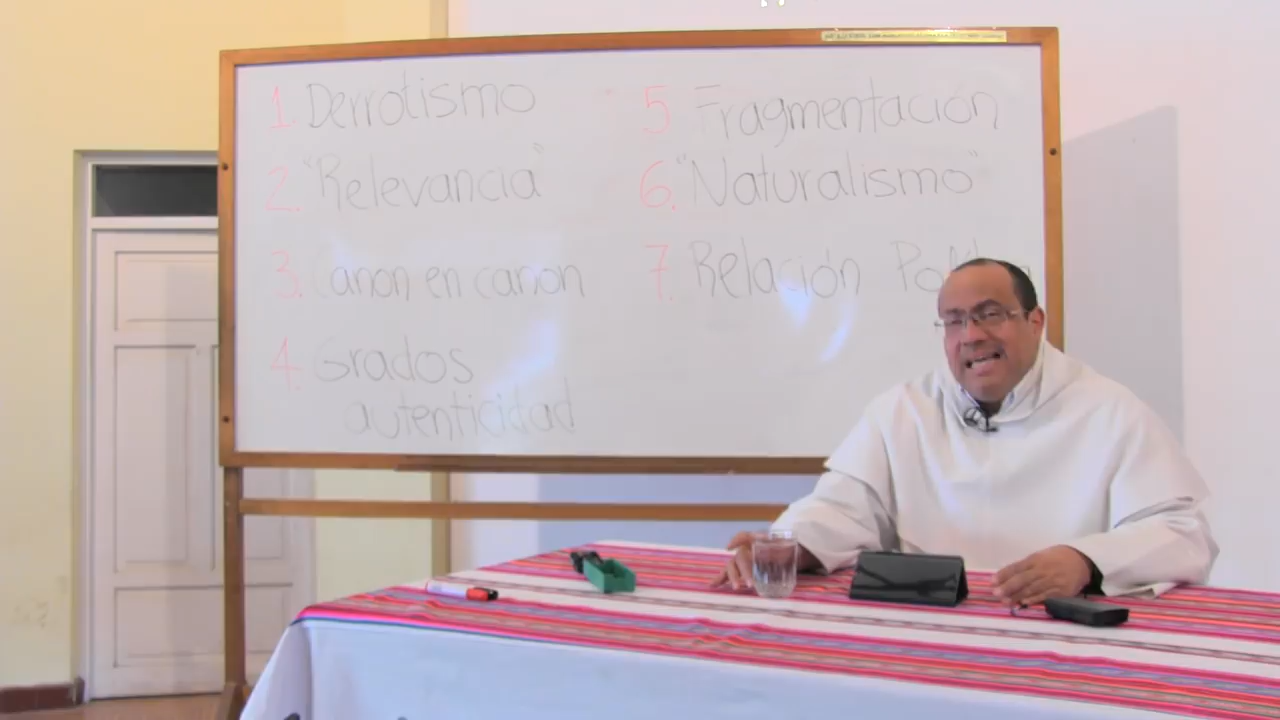 1. Derrotismo
2. "Relevancia"
3. Canon en canon
4. Grados
autenticidad
5 Fragmentación
6. "Naturalismo"
7. Relación